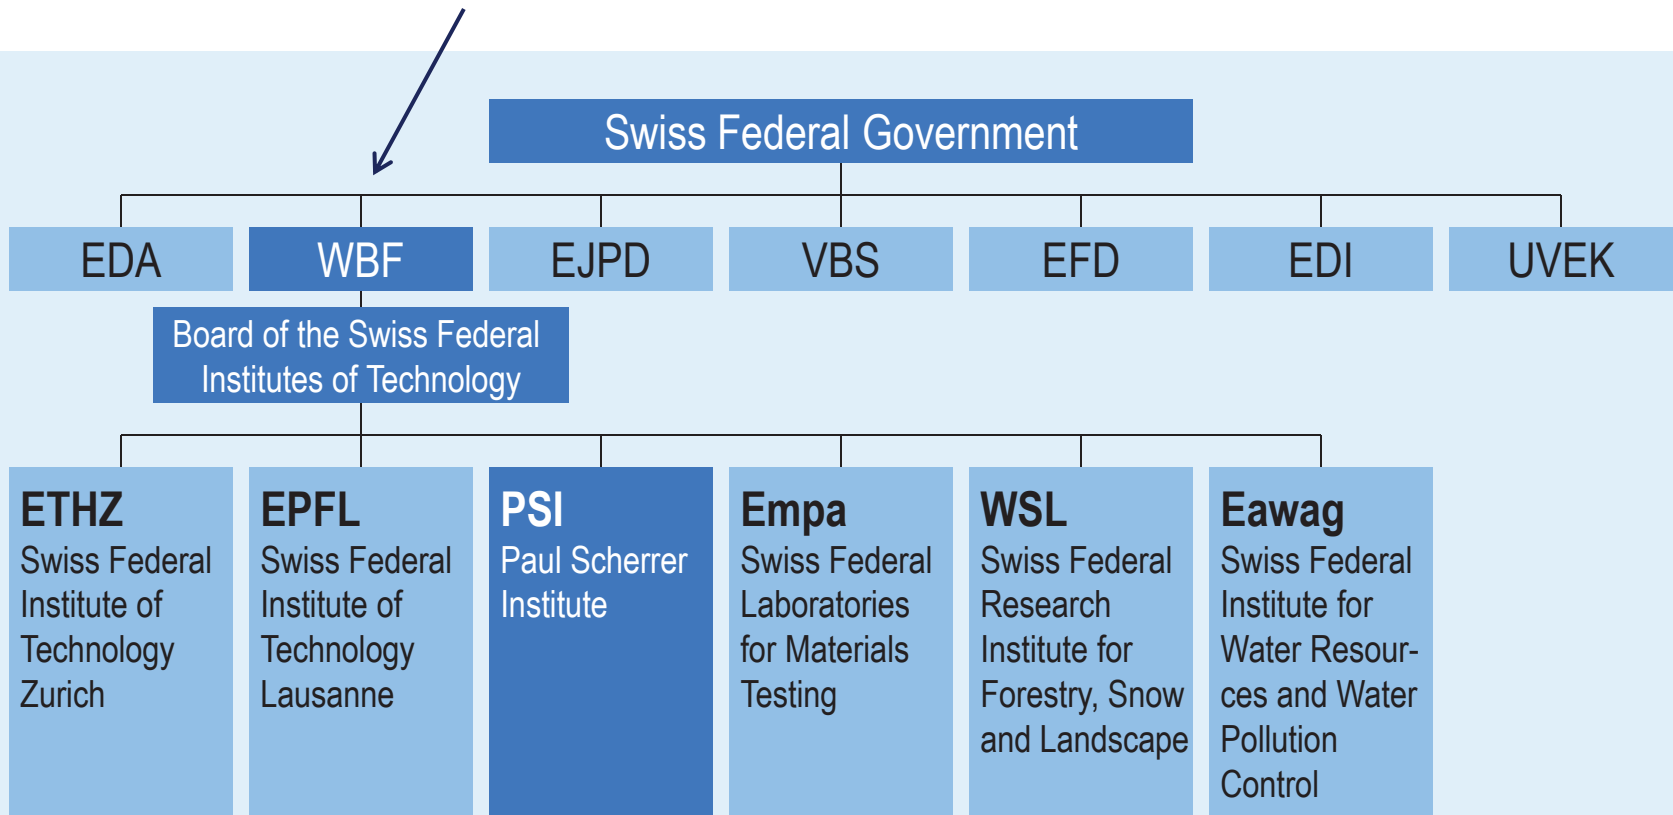 Swiss Federal Government
EDA
WBF
EJPD
VBS
EFD
EDI
UVEK
Board of the Swiss Federal
Institutes of Technology
ETHZ
Swiss Federal
Institute of
Technology
Zurich
EPFL
Swiss Federal
Institute of
Technology
Lausanne
PSI
Paul Scherrer
Institute
Empa
Swiss Federal
Laboratories
for Materials
Testing
WSL
Swiss Federal
Research
Institute for
Forestry, Snow
and Landscape
Eawag
Swiss Federal
Institute for
Water Resour-
ces and Water
Pollution
Control